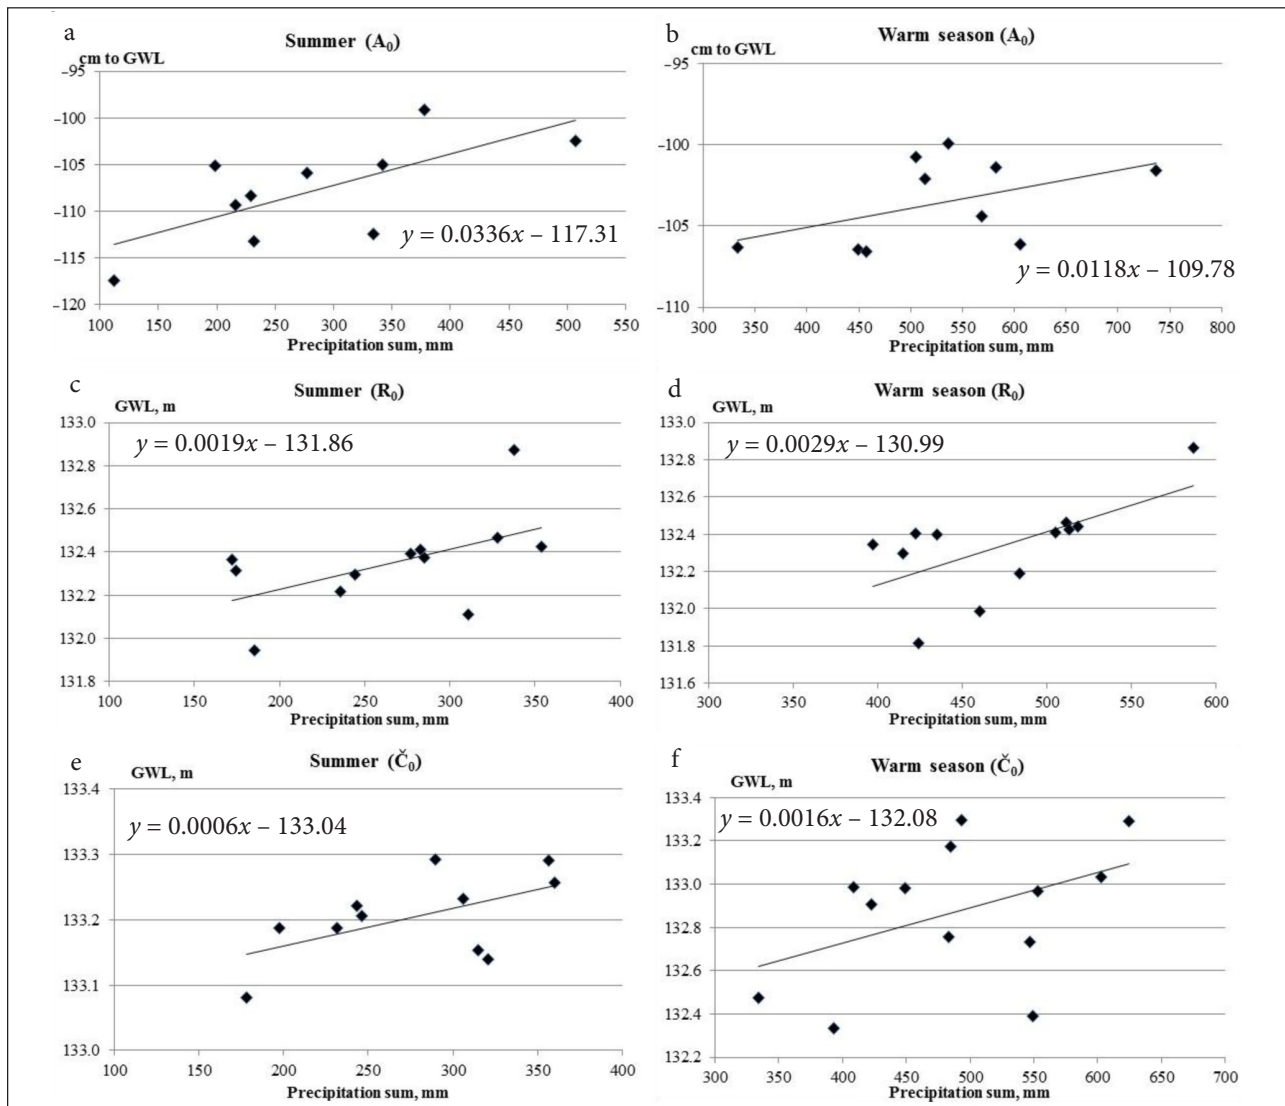 a
Summer (A₀)
cm to GWL
−95
−100
−105
−110
−115
−120
y = 0.0336x – 117.31
100 150 200 250 300 350 400 450 500 550
Precipitation sum, mm
b
Warm season (A₀)
cm to GWL
−95
−100
−105
−110
y = 0.0118x – 109.78
300 350 400 450 500 550 600 650 700 750 800
Precipitation sum, mm
c
Summer (R₀)
GWL, m
y = 0.0019x – 131.86
133.0
132.8
132.6
132.4
132.2
132.0
131.8
100 200 250 300 350 400
Precipitation sum, mm
d
Warm season (R₀)
GWL, m
y = 0.0029x – 130.99
133.0
132.8
132.6
132.4
132.2
132.0
131.8
131.6
300 400 450 500 550 600
Precipitation sum, mm
e
Summer (Č₀)
GWL, m
y = 0.0006x – 133.04
133.4
133.3
133.2
133.1
133.0
100 200 250 300 350 400
Precipitation sum, mm
f
Warm season (Č₀)
GWL, m
y = 0.0016x – 132.08
133.4
133.2
133.0
132.8
132.6
132.4
132.2
300 400 450 500 550 600 650 700
Precipitation sum, mm